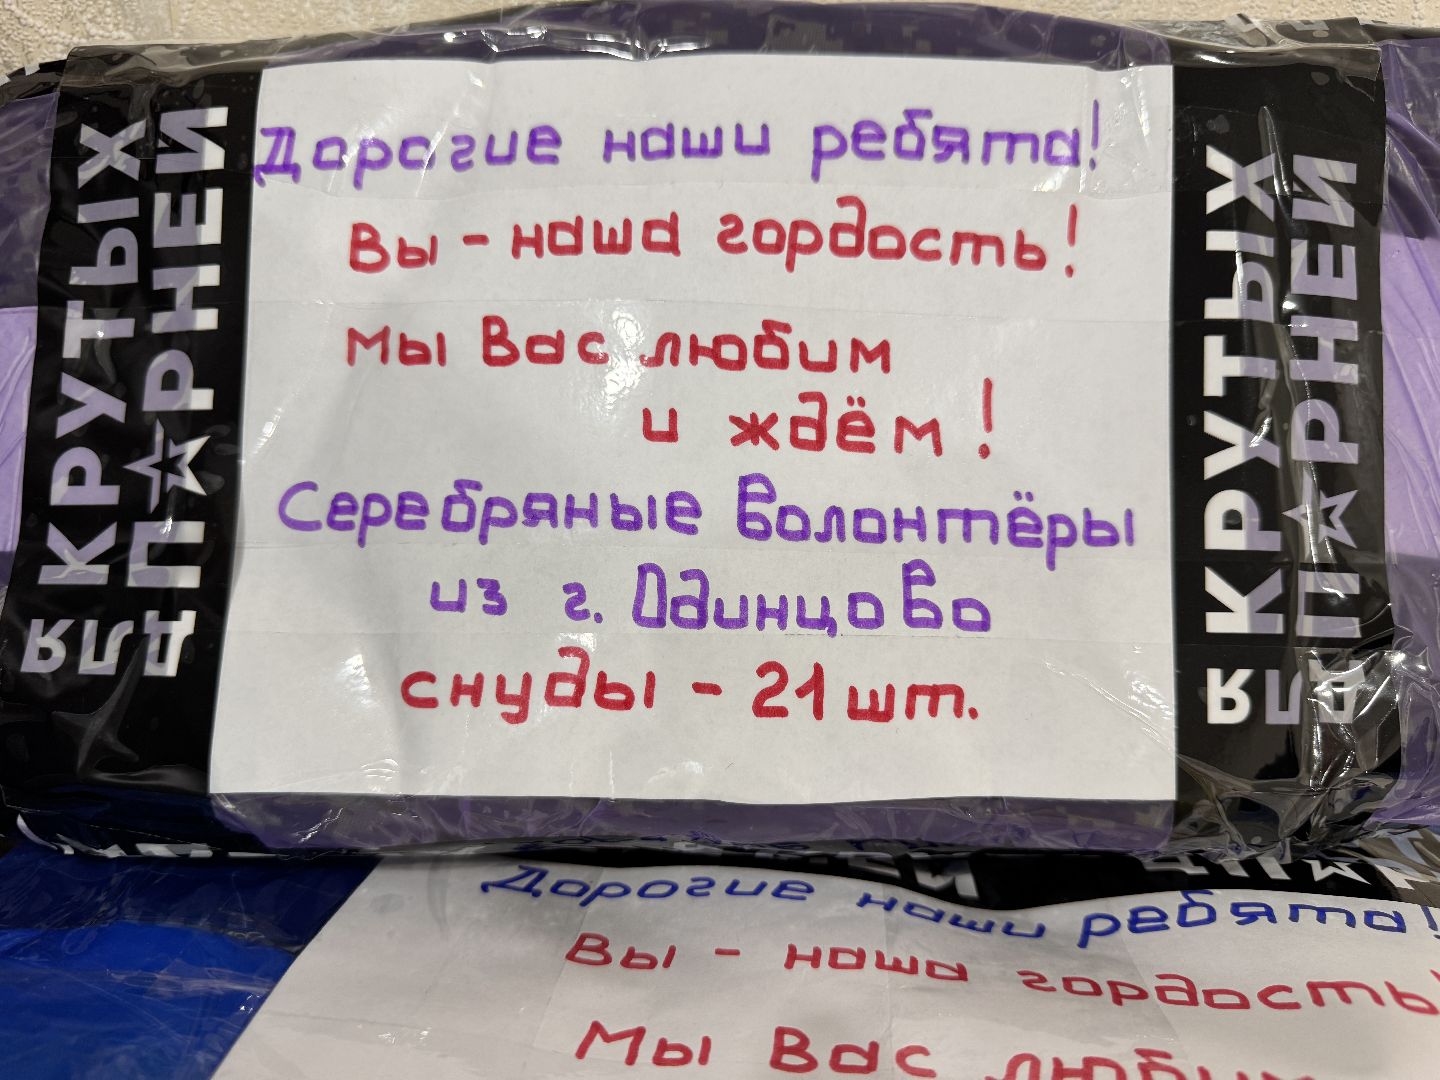 Дорогие наши ребята!
Вы - наша гордость!
Мы Вас любим
и ждём!
Серебряные Волонтёры
из г. Одинцово
снуды - 21 шт.
ДЛЯ
КРУТЫХ
ПАРНЕЙ
ДЛЯ
КРУТЫХ
ПАРНЕЙ
Дорогие наши ребята!
Вы - наша гордость!
Мы Вас любим